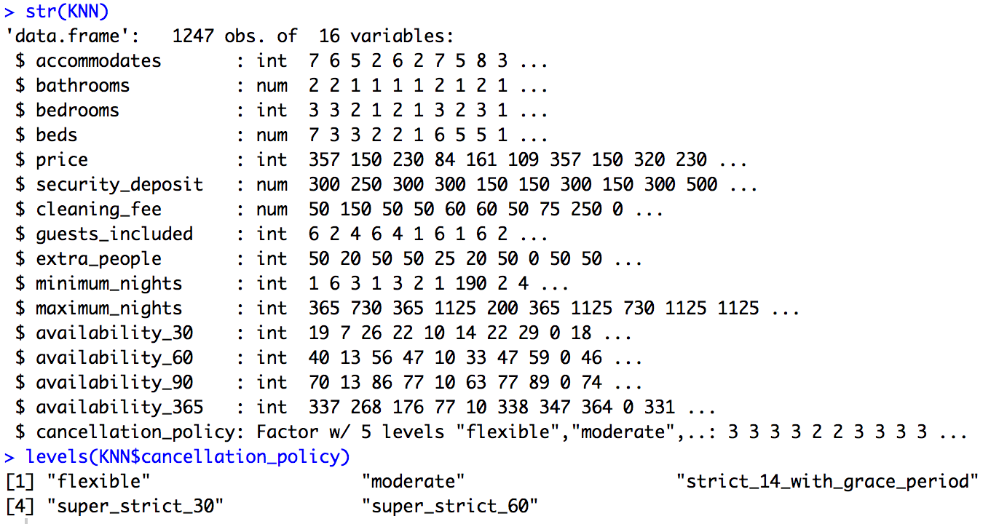 > str(KNN)
'data.frame':   1247 obs. of  16 variables:
 $ accommodates       : int  7 6 5 2 6 2 7 5 8 3 ...
 $ bathrooms          : num  2 2 1 1 1 1 2 1 2 1 ...
 $ bedrooms           : int  3 3 2 1 2 1 3 2 3 1 ...
 $ beds               : num  7 3 3 2 2 1 6 5 5 1 ...
 $ price              : int  357 150 230 84 161 109 357 150 320 230 ...
 $ security_deposit   : num  300 250 300 300 150 150 300 150 300 500 ...
 $ cleaning_fee       : num  50 150 50 50 60 60 50 75 250 0 ...
 $ guests_included    : int  6 2 4 6 4 1 6 1 6 2 ...
 $ extra_people       : int  50 20 50 50 25 20 50 0 50 50 ...
 $ minimum_nights     : int  1 6 3 1 3 2 1 190 2 4 ...
 $ maximum_nights     : int  365 730 365 1125 200 365 1125 730 1125 1125 ...
 $ availability_30    : int  19 7 26 22 10 14 22 29 0 18 ...
 $ availability_60    : int  40 13 56 47 10 33 47 59 0 46 ...
 $ availability_90    : int  70 13 86 77 10 63 77 89 0 74 ...
 $ availability_365   : int  337 268 176 77 10 338 347 364 0 331 ...
 $ cancellation_policy: Factor w/ 5 levels "flexible","moderate",..: 3 3 3 3 2 2 3 3 3 3 ...
> levels(KNN$cancellation_policy)
[1] "flexible"                    "moderate"                    "strict_14_with_grace_period"
[4] "super_strict_30"             "super_strict_60"